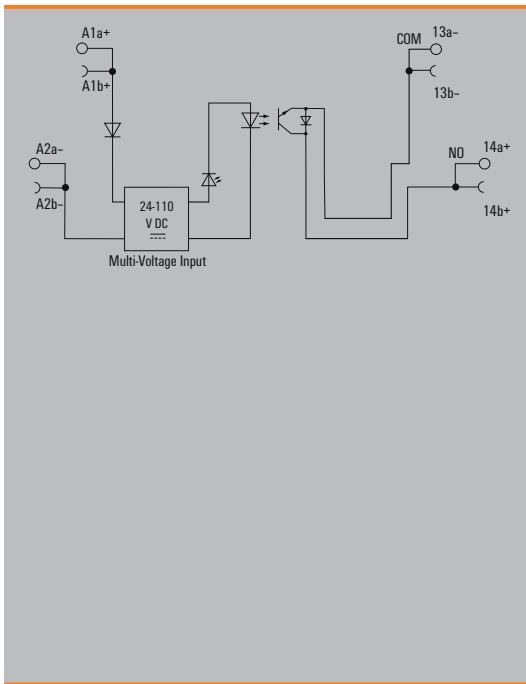 A1a+
A1b+
A2a–
A2b–
24-110
V DC
Multi-Voltage Input
COM
13a–
13b–
NO
14a+
14b+